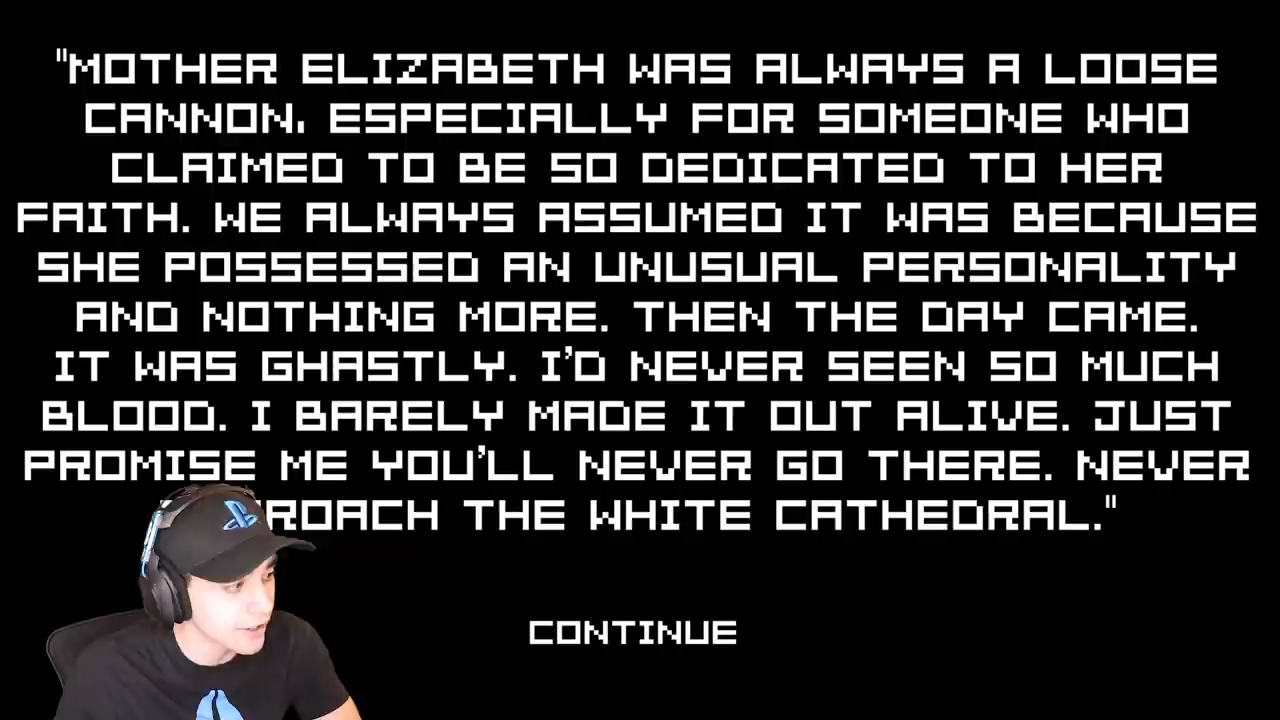 "MOTHER ELIZABETH WAS ALWAYS A LOOSE
CANNON, ESPECIALLY FOR SOMEONE WHO
CLAIMED TO BE SO DEDICATED TO HER
FAITH. WE ALWAYS ASSUMED IT WAS BECAUSE
SHE POSSESSED AN UNUSUAL PERSONALITY
AND NOTHING MORE. THEN THE DAY CAME.
IT WAS GHASTLY. I'D NEVER SEEN SO MUCH
BLOOD. I BARELY MADE IT OUT ALIVE. JUST
PROMISE ME YOU'LL NEVER GO THERE. NEVER
THE WHITE CATHEDRAL."
CONTINUE